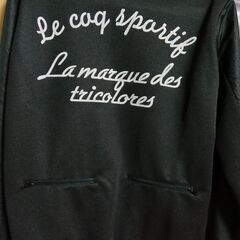 Le coq sportif
La marque des
tricolores